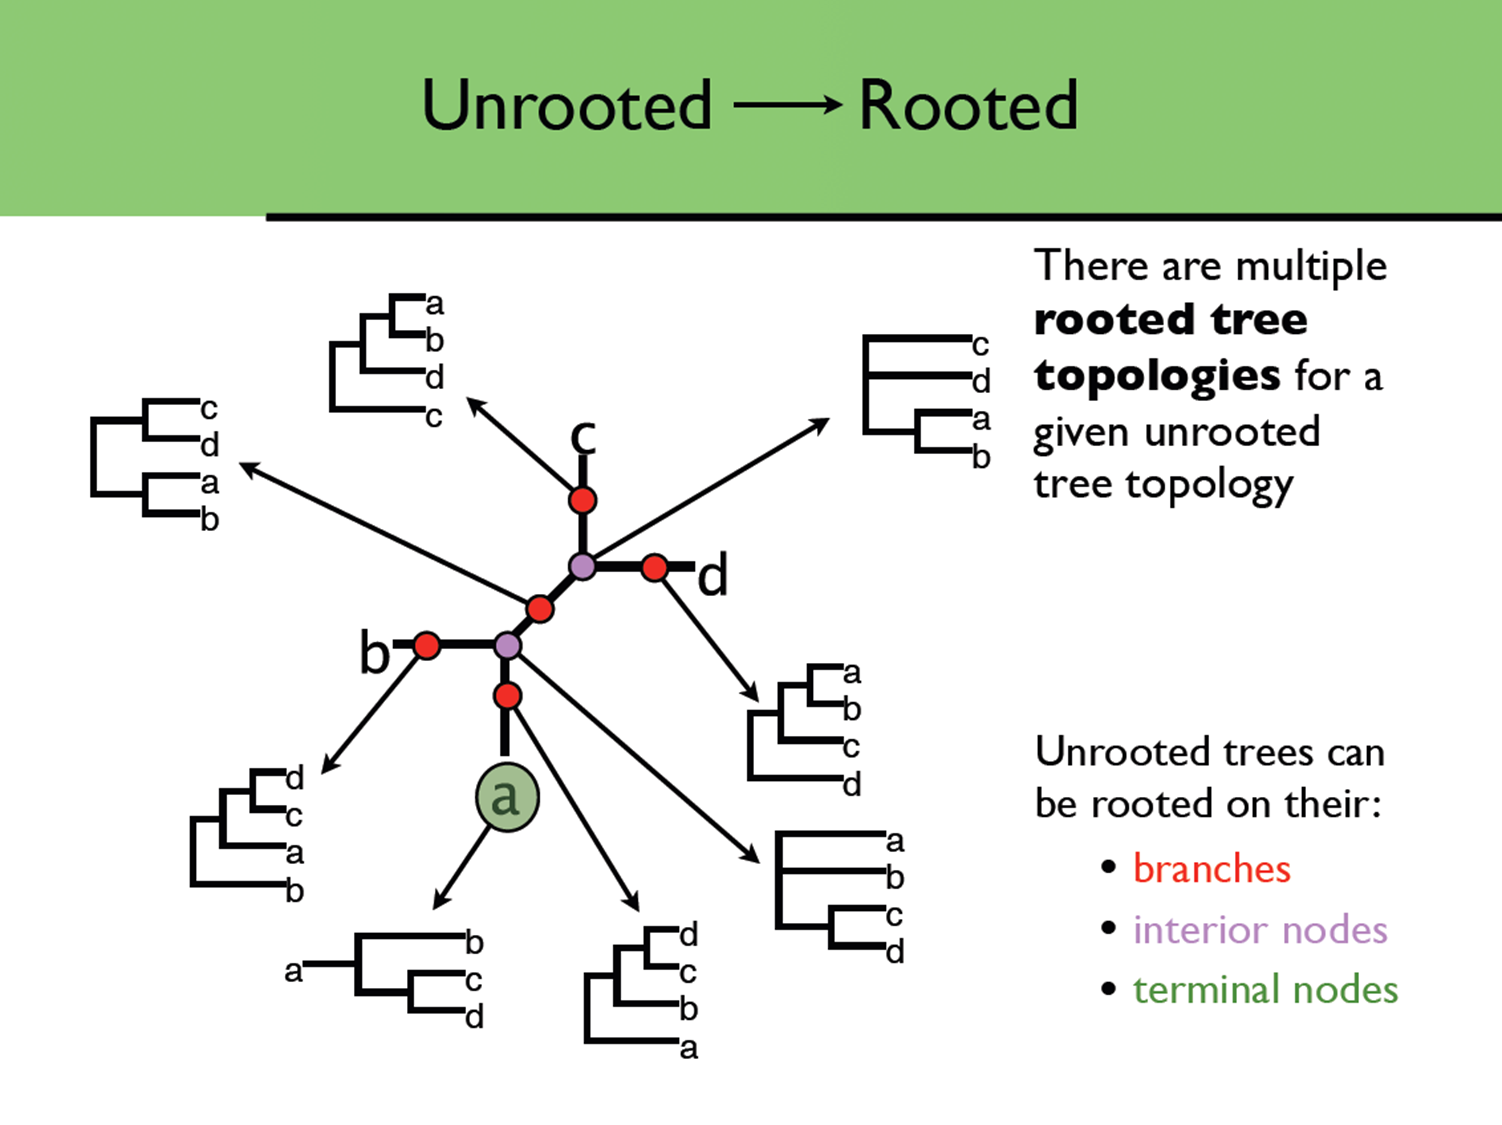 Unrooted → Rooted
There are multiple
rooted tree
topologies for a
given unrooted
tree topology
a
b
d
c
c
d
a
b
c
d
a
b
c
d
b
a
a
b
c
d
d
c
a
b
a
b
c
d
a
b
c
d
d
c
b
a
Unrooted trees can
be rooted on their:
• branches
• interior nodes
• terminal nodes